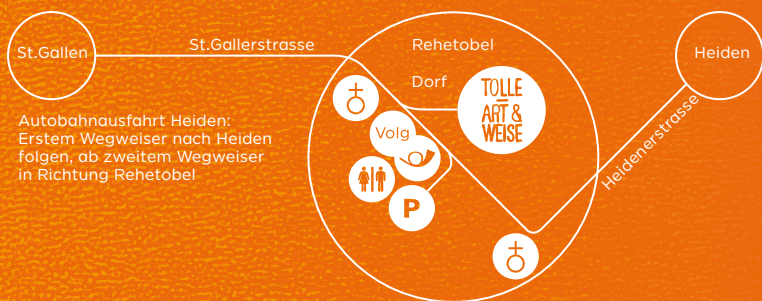 St.Gallen
St.Gallerstrasse
Rehetobel
Dorf
Heiden
TOLLE
ART &
WEISE
Volg
P
Heidenerstrasse
Autobahnausfahrt Heiden:
Erstem Wegweiser nach Heiden
folgen, ab zweitem Wegweiser
in Richtung Rehetobel